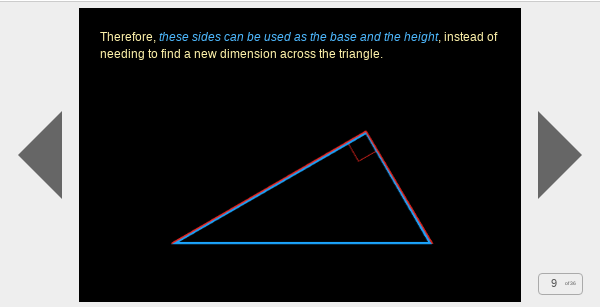 Therefore, these sides can be used as the base and the height, instead of
needing to find a new dimension across the triangle.
9 of 36